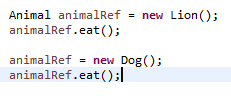 Animal animalRef = new Lion();
animalRef.eat();
animalRef = new Dog();
animalRef.eat();